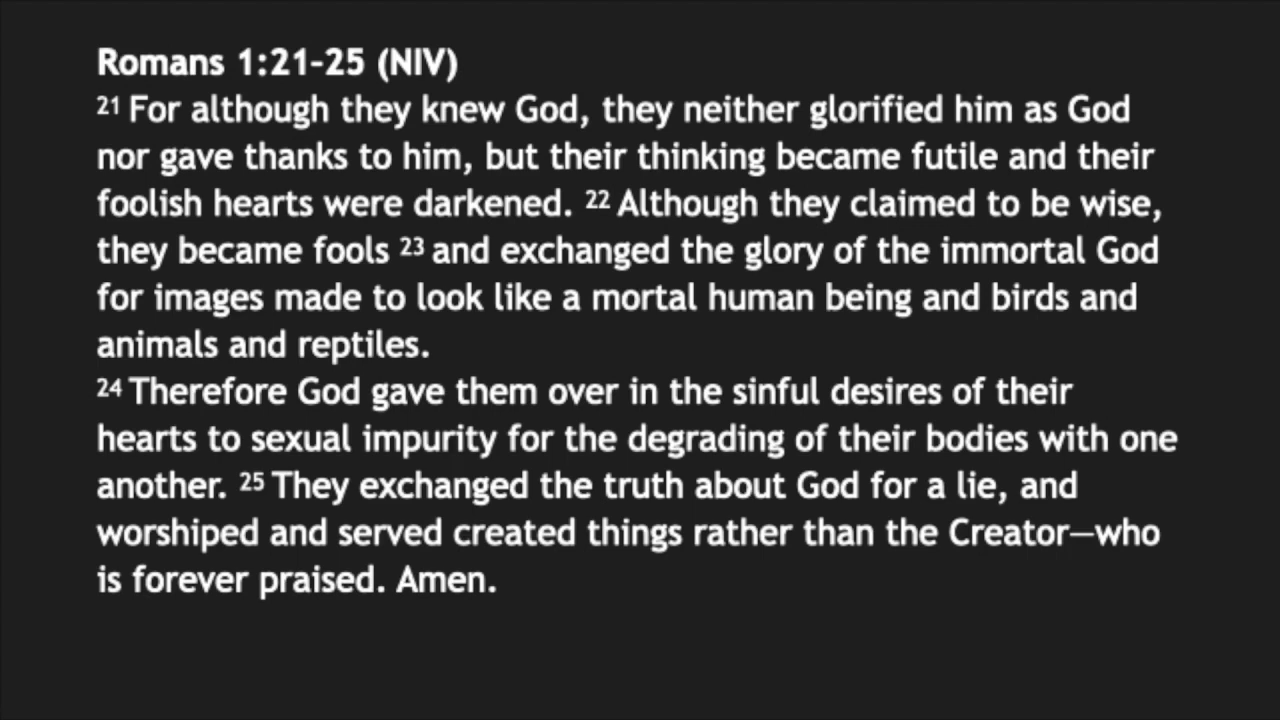 Romans 1:21–25 (NIV)
21 For although they knew God, they neither glorified him as God
nor gave thanks to him, but their thinking became futile and their
foolish hearts were darkened. 22 Although they claimed to be wise,
they became fools 23 and exchanged the glory of the immortal God
for images made to look like a mortal human being and birds and
animals and reptiles.
24 Therefore God gave them over in the sinful desires of their
hearts to sexual impurity for the degrading of their bodies with one
another. 25 They exchanged the truth about God for a lie, and
worshiped and served created things rather than the Creator—who
is forever praised. Amen.